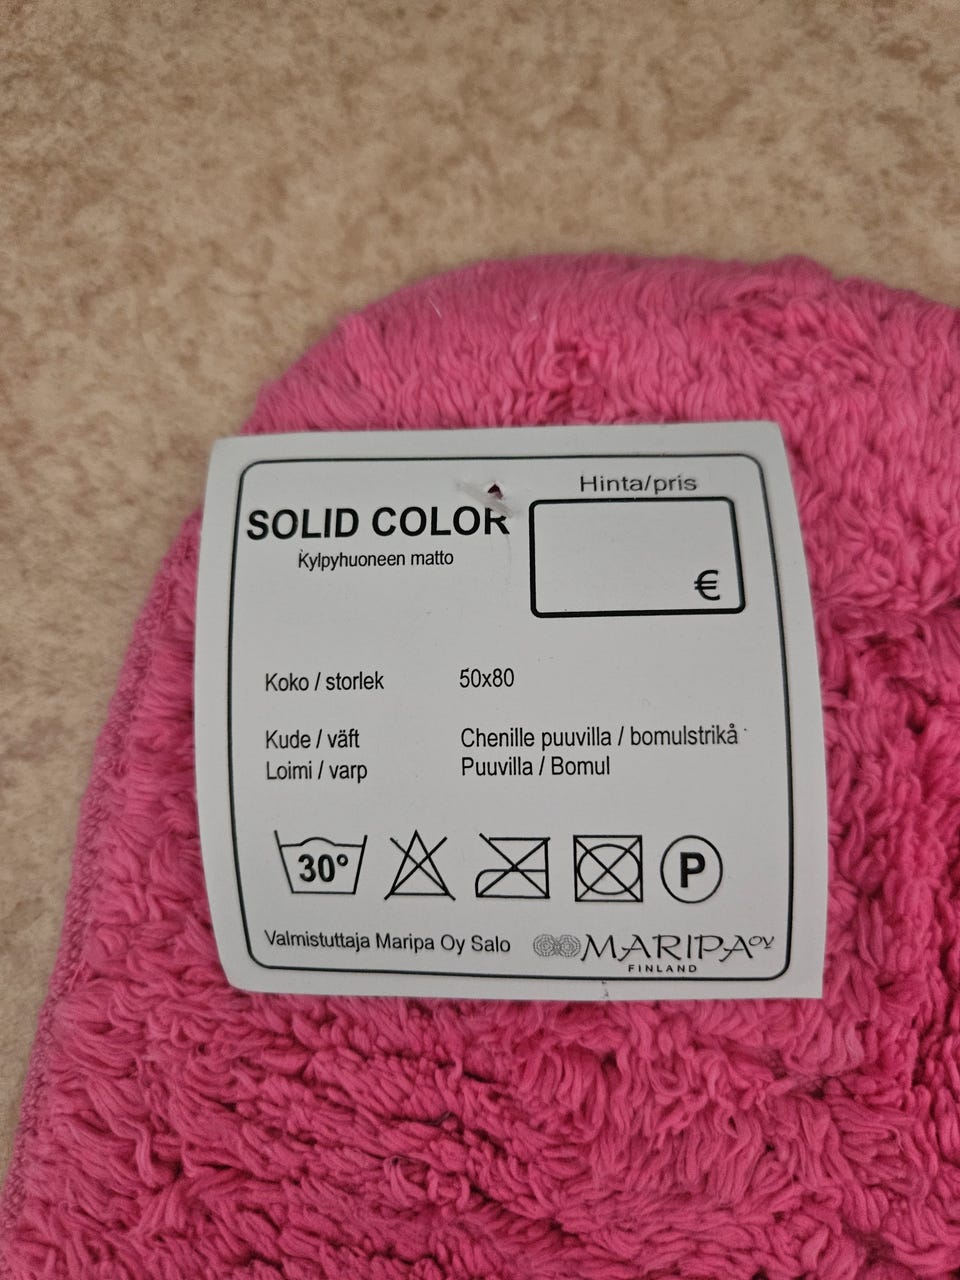 Hinta/pris
SOLID COLOR
€
Kylpyhuoneen matto
Koko / storlek 50x80
Kude / väft Chenille puuvilla / bomulstrikå
Loimi / varp Puuvilla / Bomul
30° P
Valmistuttaja Maripa Oy Salo MARIPA OY
FINLAND